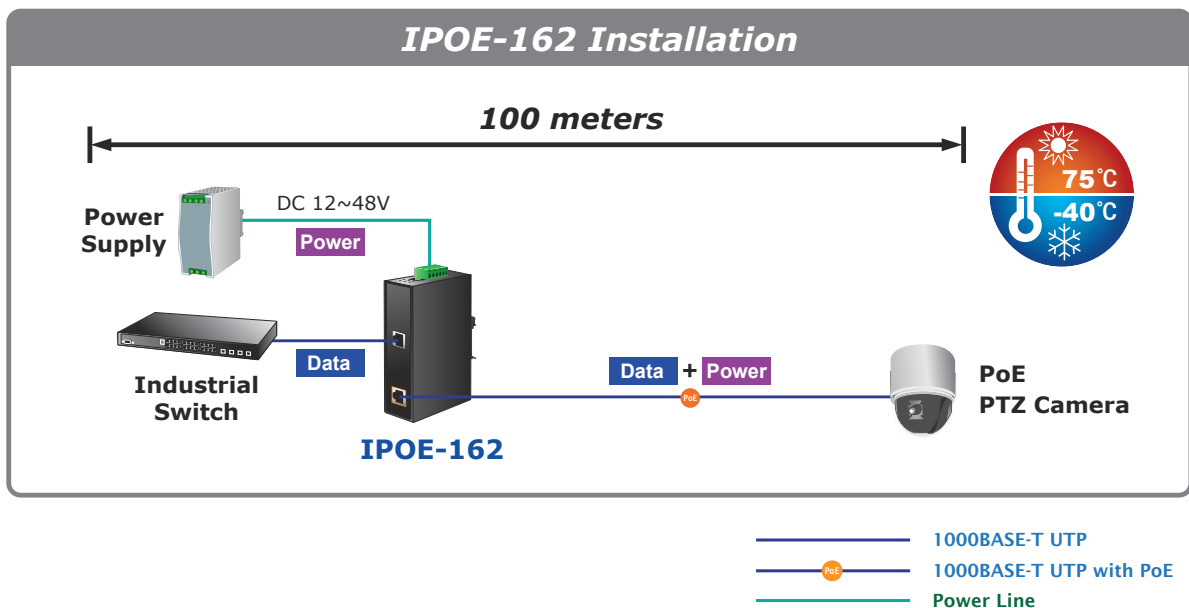 IPOE-162 Installation
100 meters
75°C
-40°C
Power
Supply
DC 12~48V
Power
Industrial
Switch
Data
IPOE-162
Data + Power
PoE
PoE
PTZ Camera
1000BASE-T UTP
PoE
1000BASE-T UTP with PoE
Power Line